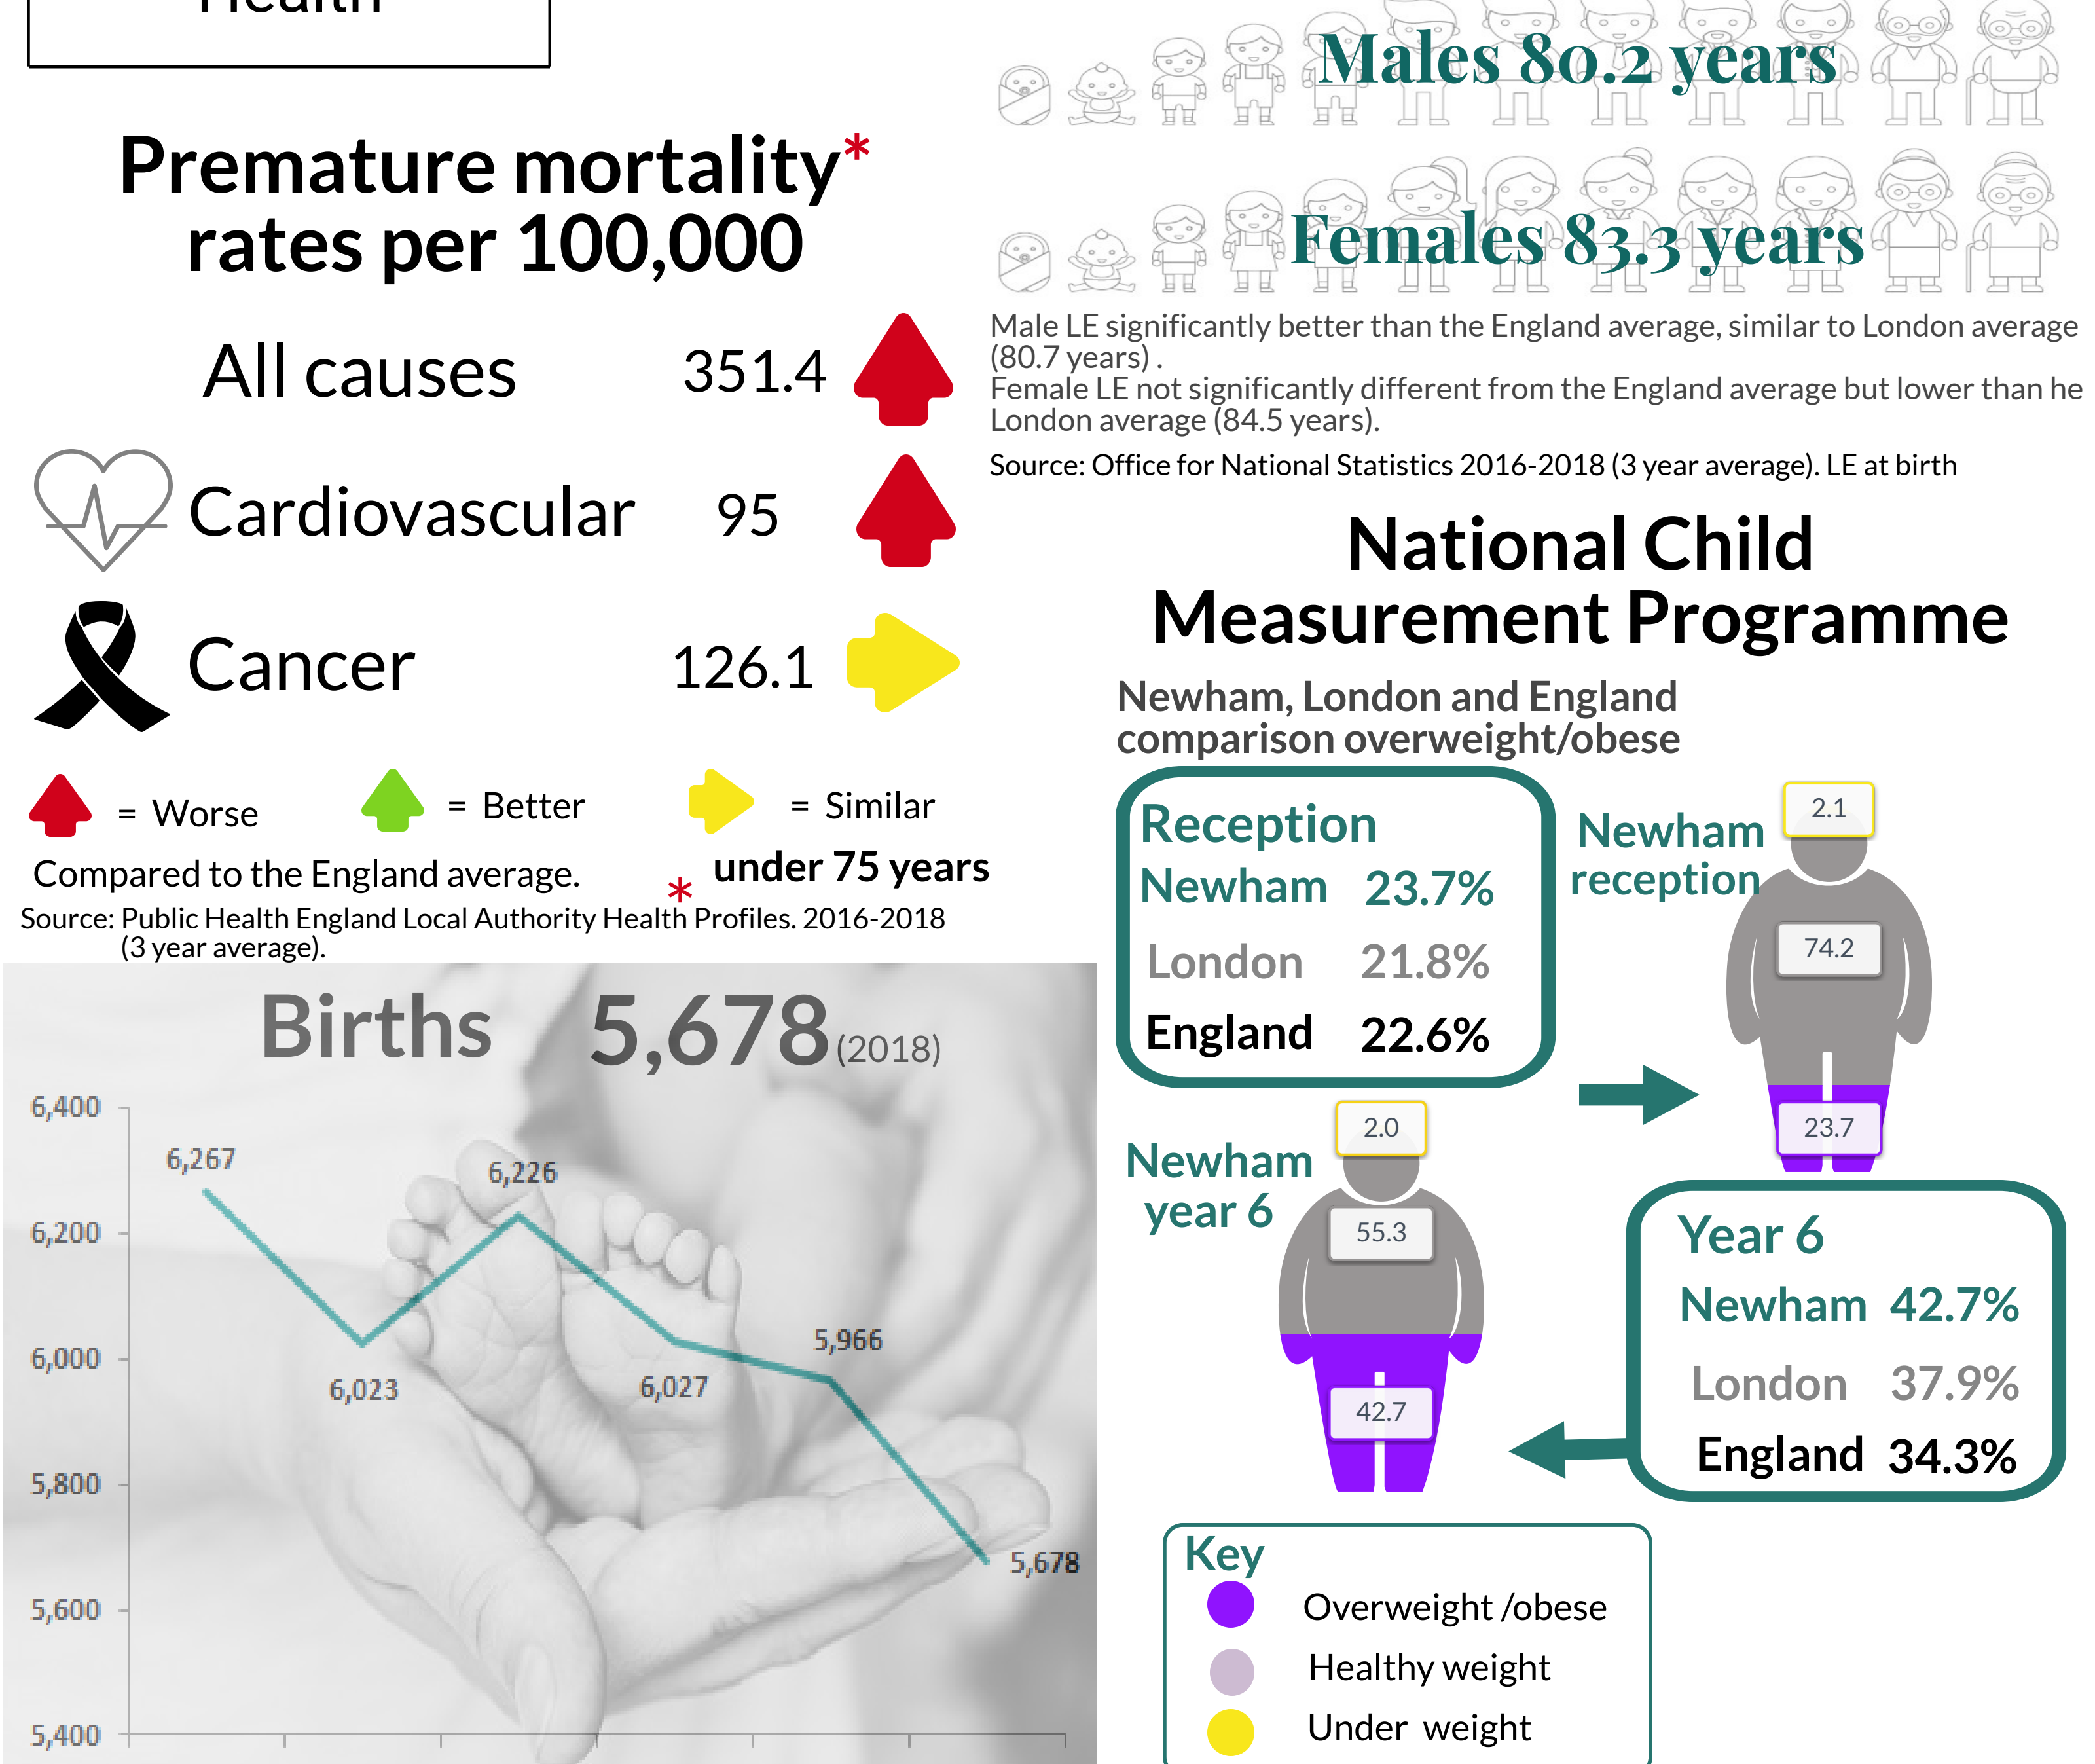 Health
Premature mortality*
rates per 100,000
All causes 351.4
Cardiovascular 95
Cancer 126.1
= Worse
= Better
= Similar
Compared to the England average.
* under 75 years
Source: Public Health England Local Authority Health Profiles. 2016-2018
(3 year average).
Births 5,678 (2018)
6,400
6,200
6,000
5,800
5,600
5,400
6,267
6,023
6,226
6,027
5,966
5,678
Males 80.2 years
Females 83.3 years
Male LE significantly better than the England average, similar to London average
(80.7 years) .
Female LE not significantly different from the England average but lower than he
London average (84.5 years).
Source: Office for National Statistics 2016-2018 (3 year average). LE at birth
National Child
Measurement Programme
Newham, London and England
comparison overweight/obese
Reception
Newham 23.7%
London 21.8%
England 22.6%
Newham
reception
2.1
74.2
23.7
Newham
year 6
2.0
55.3
42.7
Year 6
Newham 42.7%
London 37.9%
England 34.3%
Key
Overweight /obese
Healthy weight
Under weight